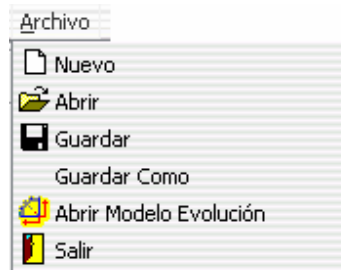 Archivo
Nuevo
Abrir
Guardar
Guardar Como
Abrir Modelo Evolución
Salir